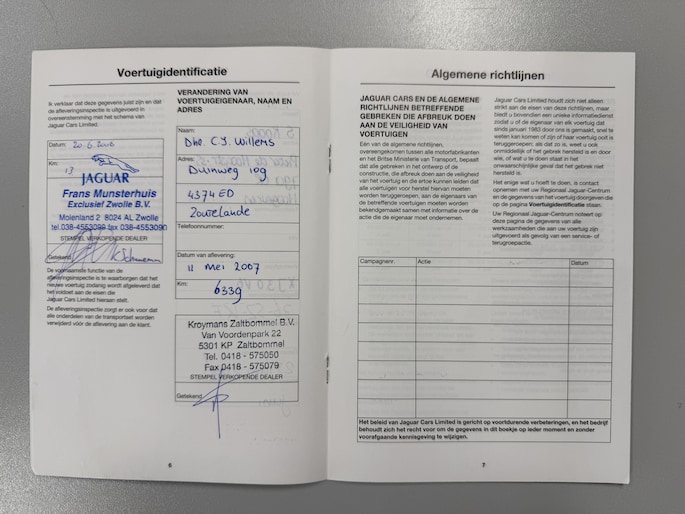 Voertuigidentificatie
Ik verklaar dat deze gegevens juist zijn en dat
de afleveringsinspectie is uitgevoerd in
overeenstemming met het schema van
Jaguar Cars Limited.
Datum: 20.6.2006
Km: 13
JAGUAR
Frans Munsterhuis
Exclusief Zwolle B.V.
Molenland 2 8024 AL Zwolle
tel.038-4553099 fax 038-4553090
STEMPEL VERKOPENDE DEALER
Getekend
De voornaamste functie van de
afleveringsinspectie is te waarborgen dat het
nieuwe voertuig zodanig wordt afgeleverd dat
het voldoet aan de eisen die
Jaguar Cars Limited hieraan stelt.
De afleveringsinspectie zorgt er ook voor dat
alle onderdelen van de transportset worden
verwijderd vóór de aflevering aan de klant.
VERANDERING VAN
VOERTUIGEIGENAAR, NAAM EN
ADRES
Naam:
Dhr. C.J. Willems
Adres:
Duinweg 109
4374 ED
Zoutelande
Telefoonnummer:
Datum van aflevering:
11 Mei 2007
Km:
6339
Kroymans Zaltbommel B.V.
Van Voordenpark 22
5301 KP Zaltbommel
Tel. 0418 - 575050
Fax 0418 - 575079
STEMPEL VERKOPENDE DEALER
Getekend
6
Algemene richtlijnen
JAGUAR CARS EN DE ALGEMENE
RICHTLIJNEN BETREFFENDE
GEBREKEN DIE AFBREUK DOEN
AAN DE VEILIGHEID VAN
VOERTUIGEN
Eén van de algemene richtlijnen,
overeengekomen tussen alle motorfabrikanten
en het Britse Ministerie van Transport, bepaalt
dat alle gebreken in het ontwerp of de
constructie, die afbreuk doen aan de veiligheid
van het voertuig en die ertoe kunnen leiden dat
alle voertuigen voor herstel hiervan moeten
worden teruggeroepen, aan de eigenaars van
de betreffende voertuigen moeten worden
bekendgemaakt samen met informatie over de
actie die de eigenaar moet ondernemen.
Jaguar Cars Limited houdt zich niet alleen
strikt aan de eisen van deze richtlijnen, maar
biedt u bovendien een unieke informatiedienst
zodat u of de eigenaar van elk voertuig dat
sinds januari 1983 door ons is gemaakt, snel te
weten kan komen of zijn of haar voertuig ooit is
teruggeroepen; als dat zo is, weet u ook
onmiddellijk of het gebrek hersteld is en door
wie, of wat u te doen staat in het
onwaarschijnlijke geval dat het gebrek niet
hersteld is.
Het enige wat u hoeft te doen, is contact
opnemen met uw Regionaal Jaguar-Centrum
en de gegevens van het voertuig doorgeven die
op de pagina Voertuigidentificatie staan.
Uw Regionaal Jaguar-Centrum noteert op
deze pagina de gegevens van alle
werkzaamheden die aan uw voertuig zijn
uitgevoerd als gevolg van een service- of
terugroepactie.
Campagnenr. Actie Datum
Het beleid van Jaguar Cars Limited is gericht op voortdurende verbeteringen, en het bedrijf
behoudt zich het recht voor om de gegevens in dit boekje op ieder moment en zonder
voorafgaande kennisgeving te wijzigen.
7